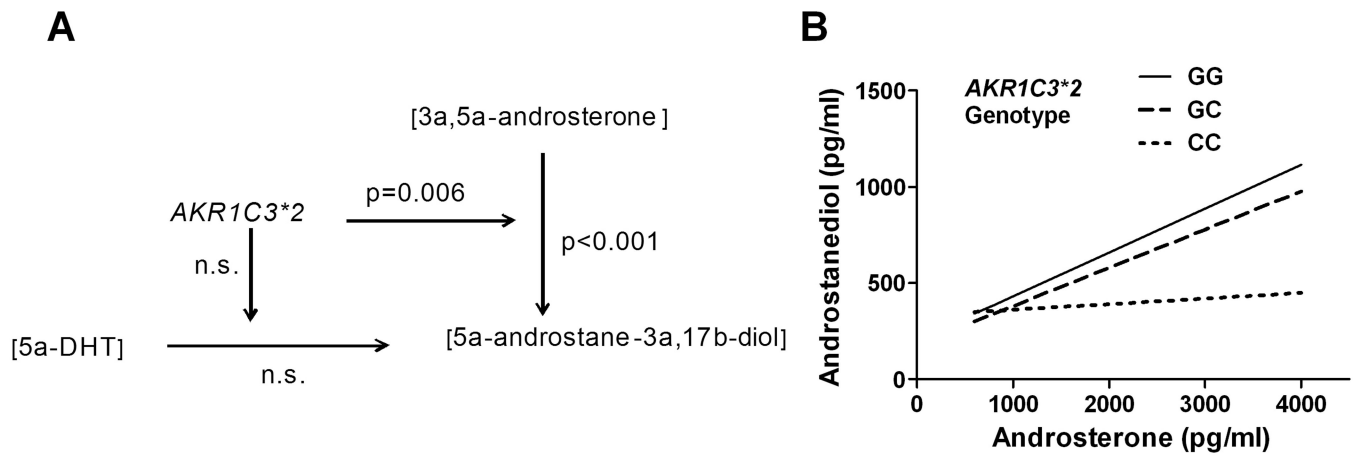 A
[3a,5a-androsterone]
p=0.006
AKR1C3*2
p<0.001
n.s.
[5a-DHT]
[5a-androstane-3a,17b-diol]
n.s.
B
AKR1C3*2
Genotype
GG
GC
CC
Androstanediol (pg/ml)
1500
1000
500
0
0
1000
2000
3000
4000
Androsterone (pg/ml)